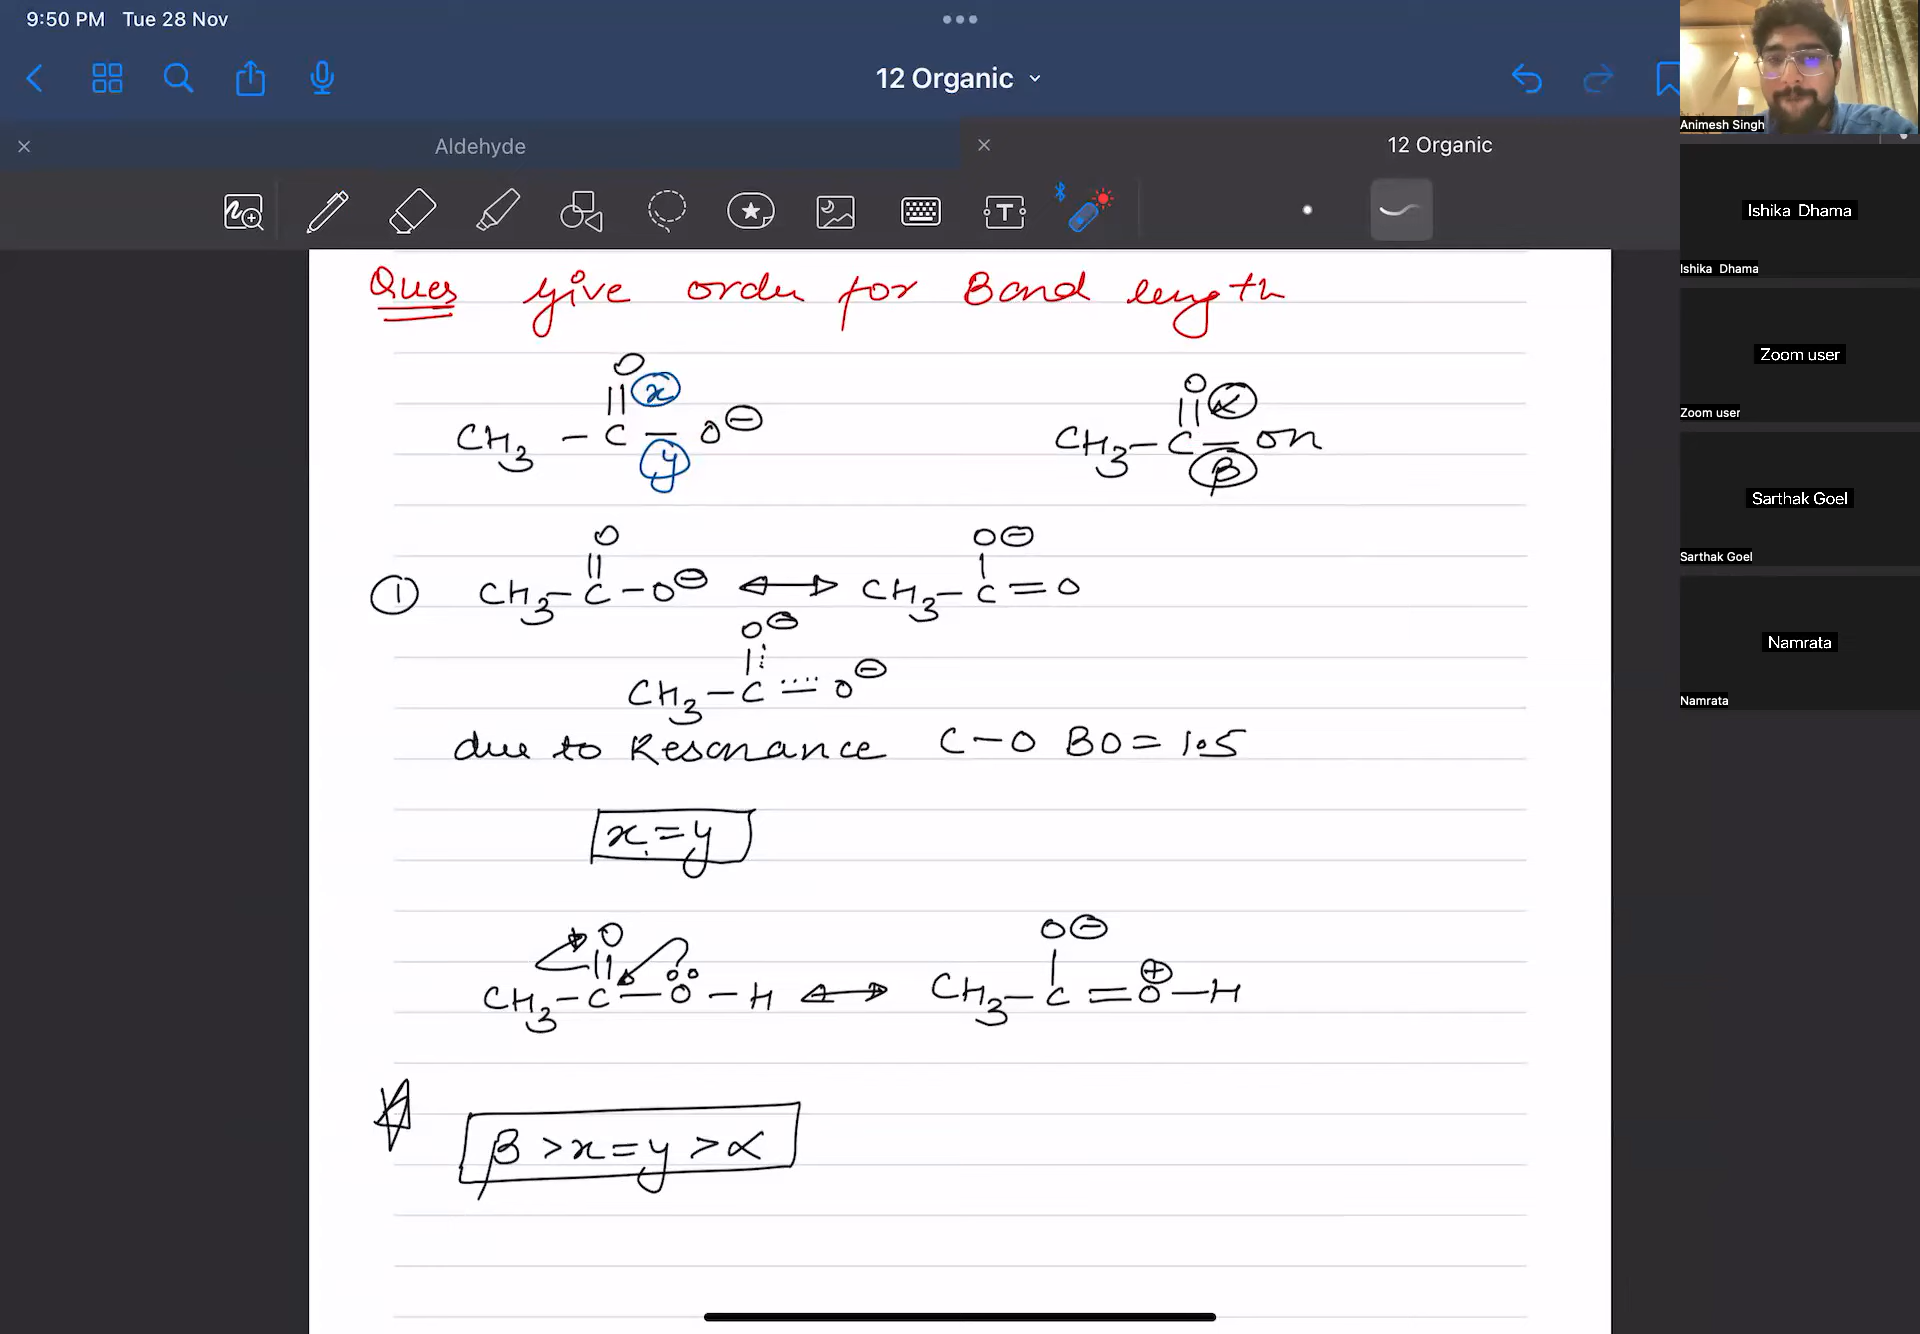 9:50 PM Tue 28 Nov
12 Organic
Aldehyde
12 Organic
Animesh Singh
Ishika Dhama
Ishika Dhama
Zoom user
Zoom user
Sarthak Goel
Sarthak Goel
Namrata
Namrata
Ques give order for Bond length
O x O α
|| ||
CH3 – C – O⊖ CH3 – C – OH
y β
O O⊖
|| |
① CH3 – C – O⊖ ↔ CH3 – C = O
O⊖
CH3 – C ⋯ O⊖
due to Resonance C – O BO = 1.5
x = y
O O⊖
|| |
CH3 – C – Ö – H ↔ CH3 – C = O⊕ – H
β > x = y > α